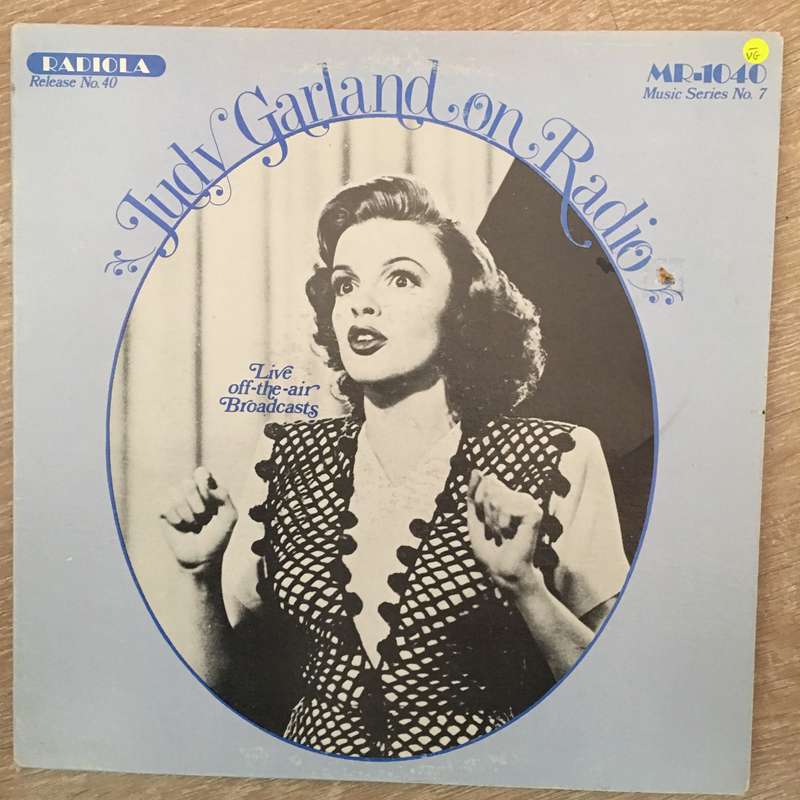 RADIOLA
Release No. 40
MR-1040
Music Series No. 7
VG
Judy Garland on Radio
Live
off-the-air
Broadcasts